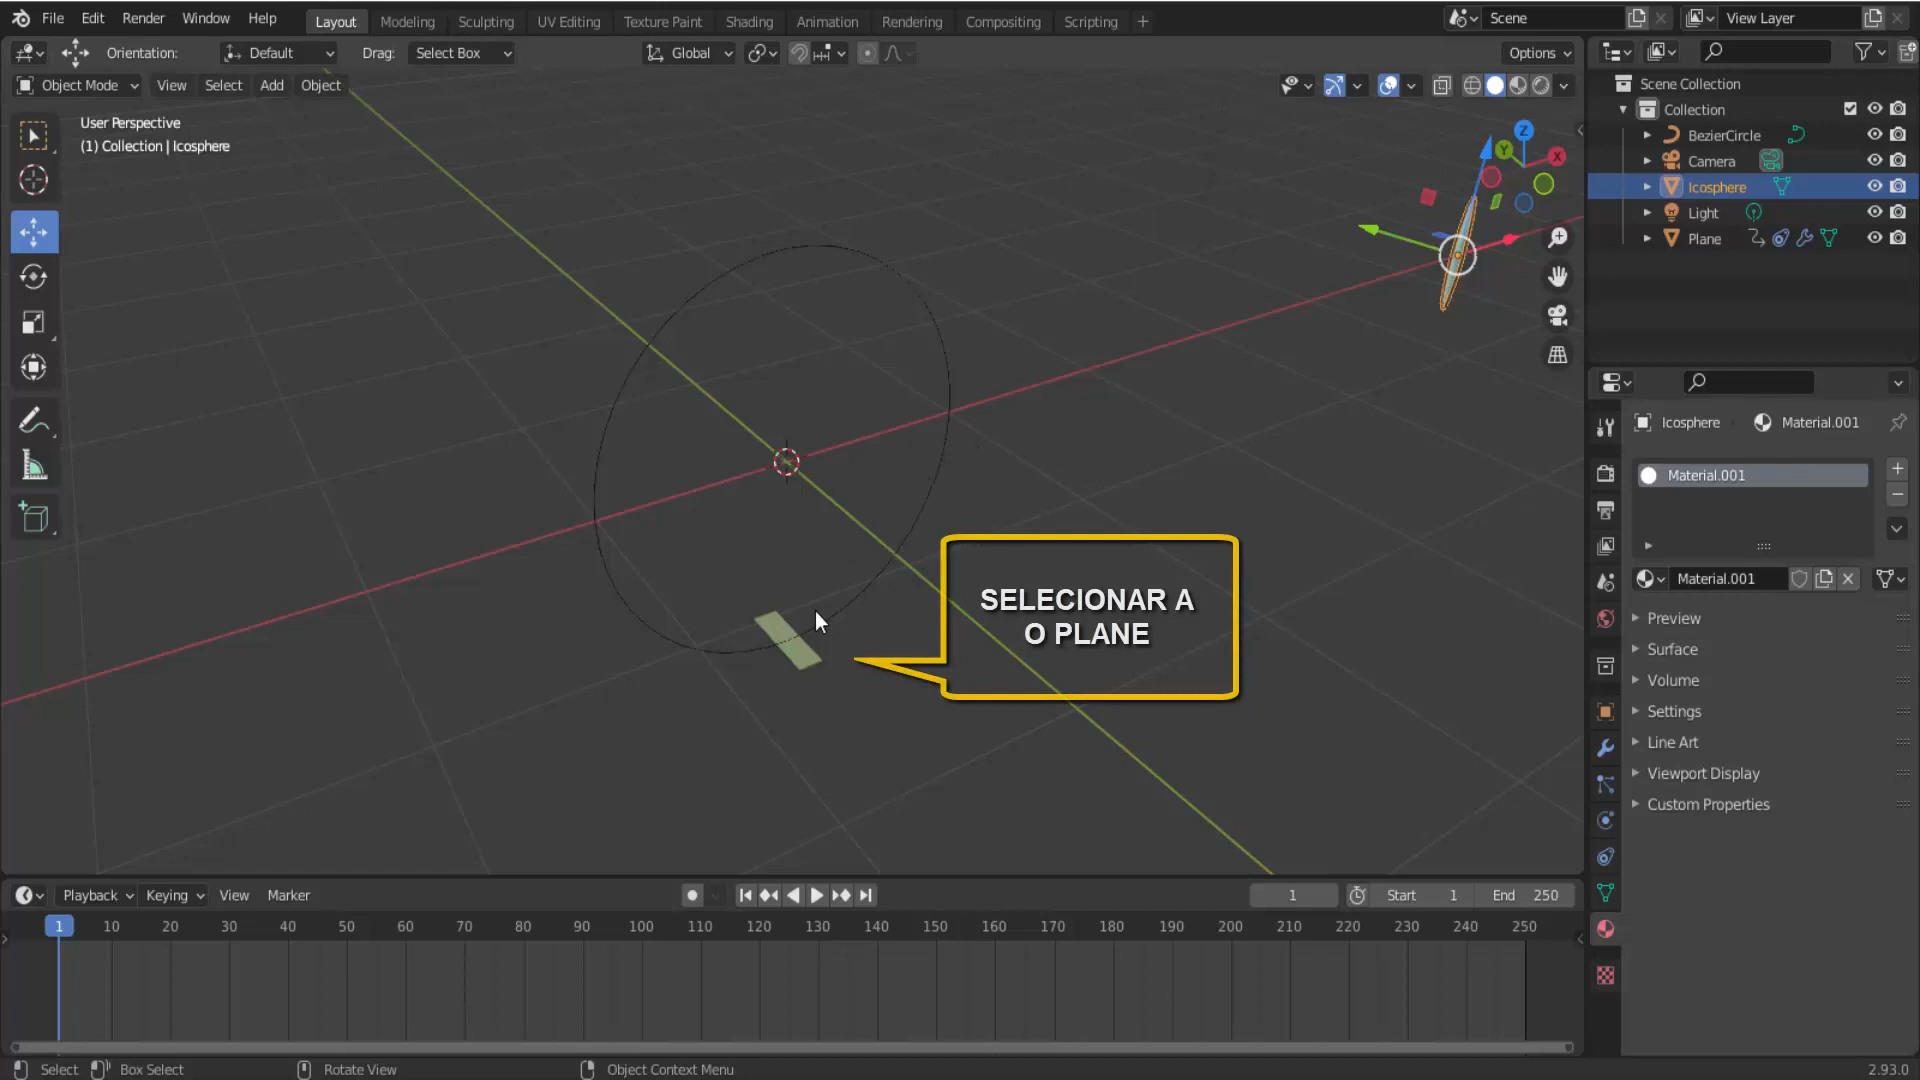 File Edit Render Window Help Layout Modeling Sculpting UV Editing Texture Paint Shading Animation Rendering Compositing Scripting + Scene View Layer
Orientation: Default Drag: Select Box Global Options
Object Mode View Select Add Object
User Perspective
(1) Collection | Icosphere
Z
Y
X
SELECIONAR A
O PLANE
Scene Collection
Collection
BezierCircle
Camera
Icosphere
Light
Plane
Icosphere Material.001
Material.001
Material.001
Preview
Surface
Volume
Settings
Line Art
Viewport Display
Custom Properties
Playback Keying View Marker 1 Start 1 End 250
1 10 20 30 40 50 60 70 80 90 100 110 120 130 140 150 160 170 180 190 200 210 220 230 240 250
Select Box Select Rotate View Object Context Menu 2.93.0